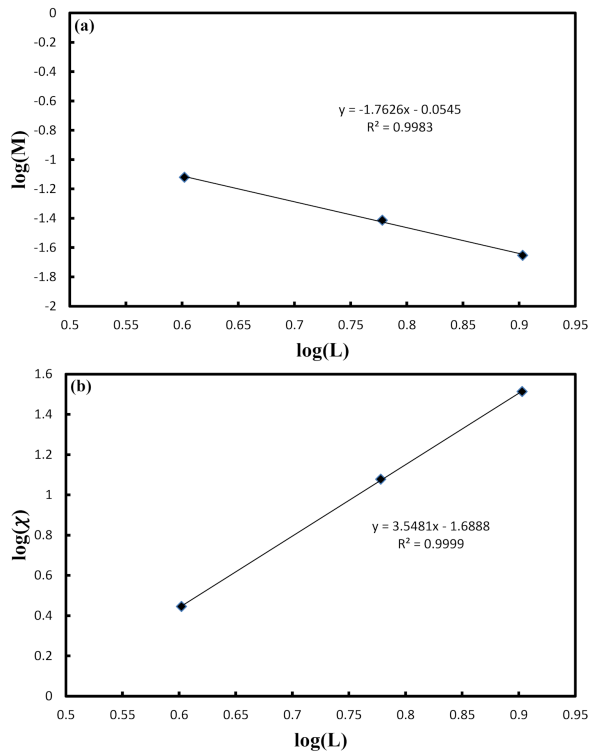 (a)
0
-0.2
-0.4
-0.6
-0.8
-1
-1.2
-1.4
-1.6
-1.8
-2
log(M)
y = -1.7626x - 0.0545
R² = 0.9983
0.5 0.55 0.6 0.65 0.7 0.75 0.8 0.85 0.9 0.95
log(L)
(b)
1.6
1.4
1.2
1
0.8
0.6
0.4
0.2
0
log(χ)
y = 3.5481x - 1.6888
R² = 0.9999
0.5 0.55 0.6 0.65 0.7 0.75 0.8 0.85 0.9 0.95
log(L)